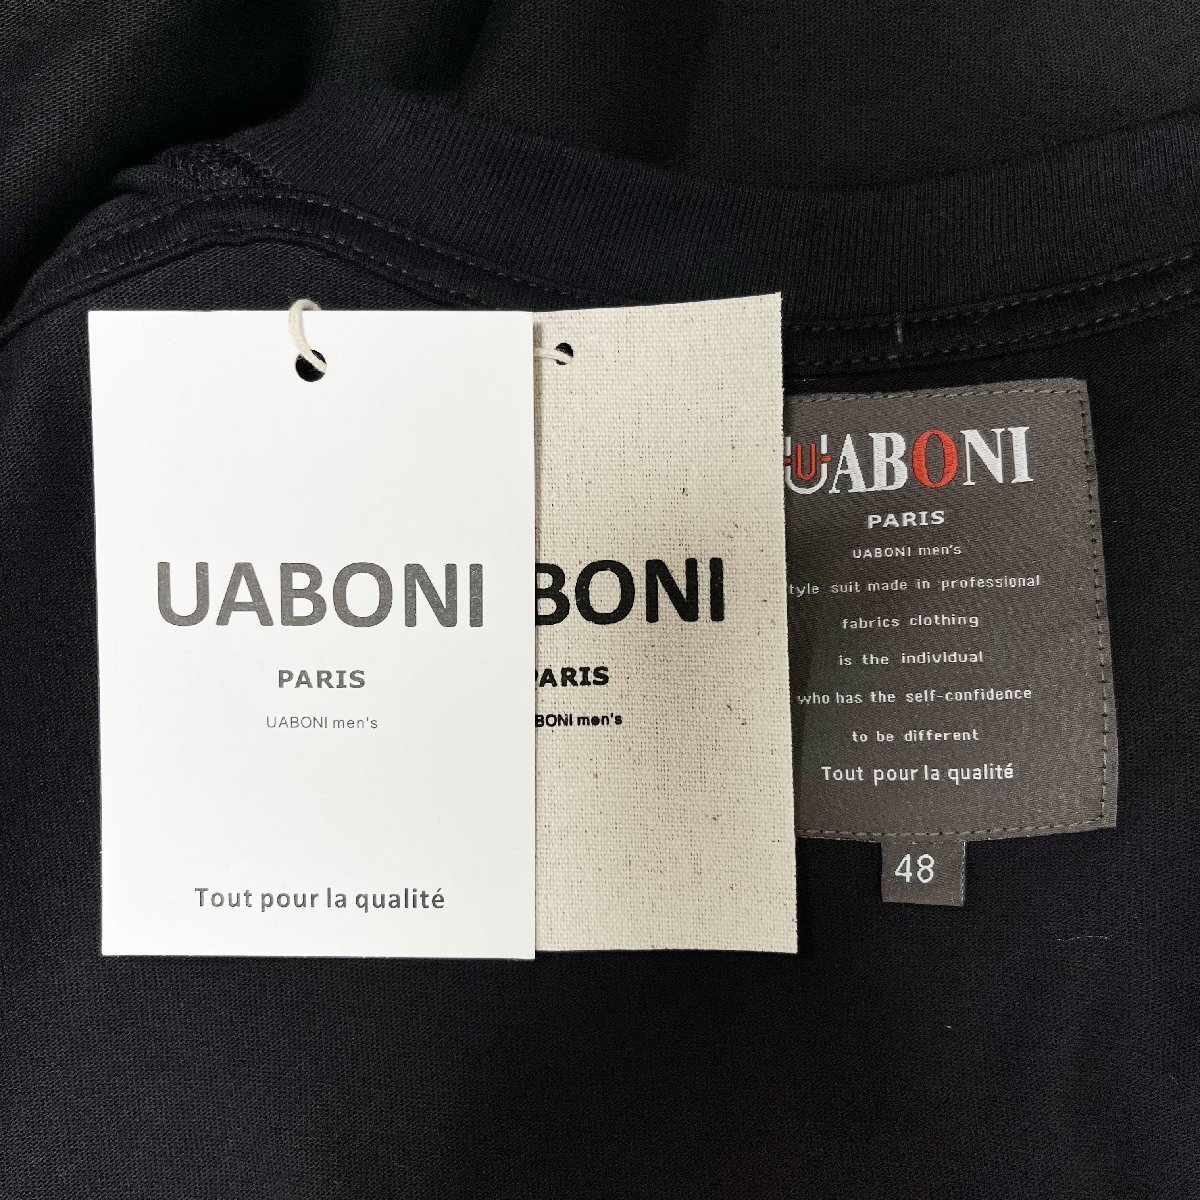 UABONI
PARIS
UABONI men's
Tout pour la qualité
BONI
PARIS
BONI men's
UABONI
PARIS
UABONI men's
tyle suit made in professional
fabrics clothing
is the individual
who has the self-confidence
to be different
Tout pour la qualité
48